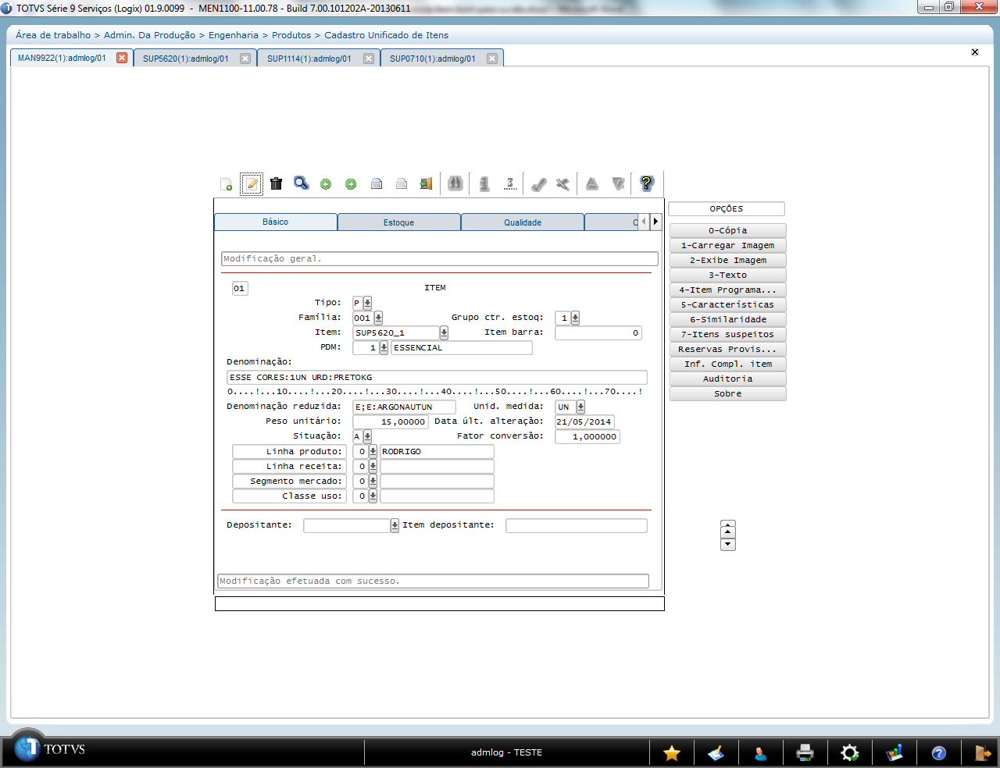 TOTVS Série 9 Serviços (Logix) 01.9.0099 - MEN1100-11.00.78 - Build 7.00.101202A-20130611
Área de trabalho > Admin. Da Produção > Engenharia > Produtos > Cadastro Unificado de Itens
MAN9922(1):admlog/01 SUP5620(1):admlog/01 SUP1114(1):admlog/01 SUP0710(1):admlog/01
Básico Estoque Qualidade
Modificação geral.
01 ITEM
Tipo: P
Família: 001 Grupo ctr. estoq: 1
Item: SUP5620_1 Item barra: 0
PDM: 1 ESSENCIAL
Denominação:
ESSE CORES:1UN URD:PRETOKG
0....!...10....!...20....!...30....!...40....!...50....!...60....!...70....!
Denominação reduzida: E;E:ARGONAUTUN Unid. medida: UN
Peso unitário: 15,00000 Data últ. alteração: 21/05/2014
Situação: A Fator conversão: 1,000000
Linha produto: 0 RODRIGO
Linha receita: 0
Segmento mercado: 0
Classe uso: 0
Depositante: Item depositante:
Modificação efetuada com sucesso.
OPÇÕES
0-Cópia
1-Carregar Imagem
2-Exibe Imagem
3-Texto
4-Item Programa...
5-Características
6-Similaridade
7-Itens suspeitos
Reservas Provis...
Inf. Compl. item
Auditoria
Sobre
TOTVS admlog - TESTE